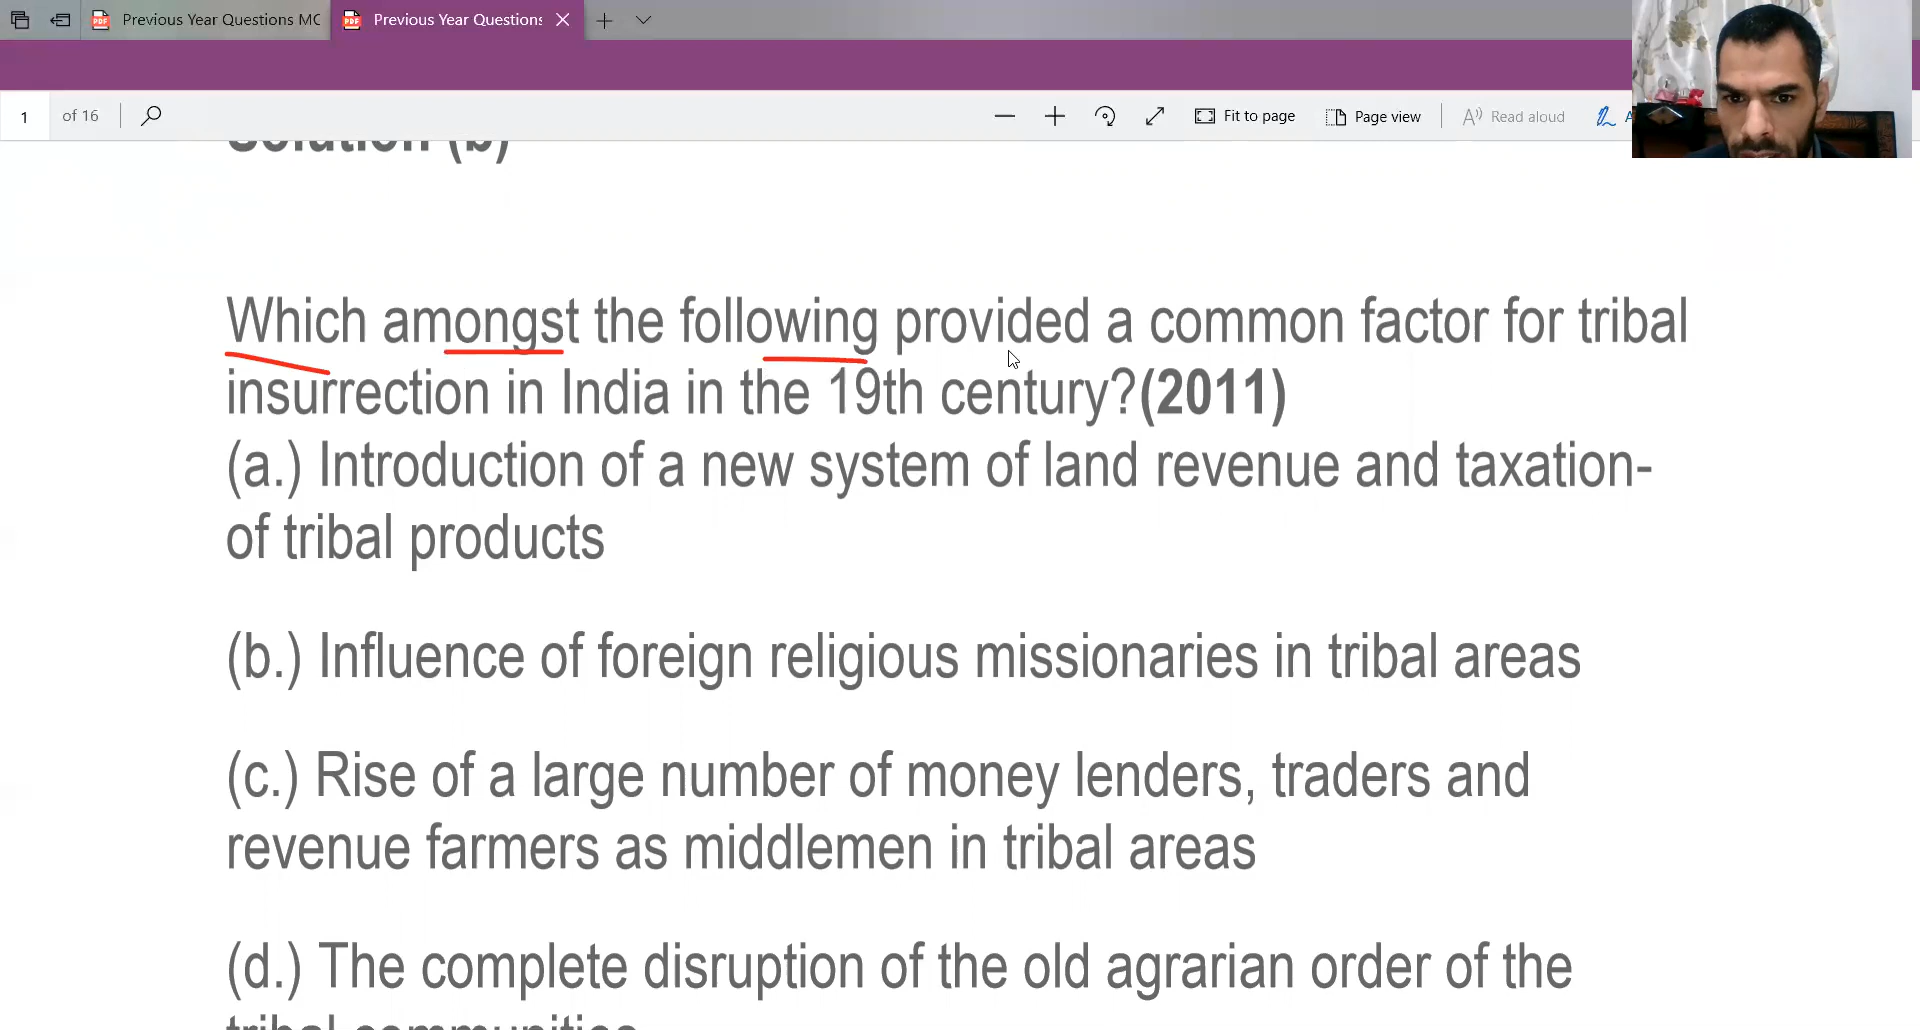 Previous Year Questions MC
Previous Year Questions
1 of 16
Fit to page
Page view
Read aloud
Solution (b)
Which amongst the following provided a common factor for tribal
insurrection in India in the 19th century?(2011)
(a.) Introduction of a new system of land revenue and taxation-
of tribal products
(b.) Influence of foreign religious missionaries in tribal areas
(c.) Rise of a large number of money lenders, traders and
revenue farmers as middlemen in tribal areas
(d.) The complete disruption of the old agrarian order of the
tribal communities